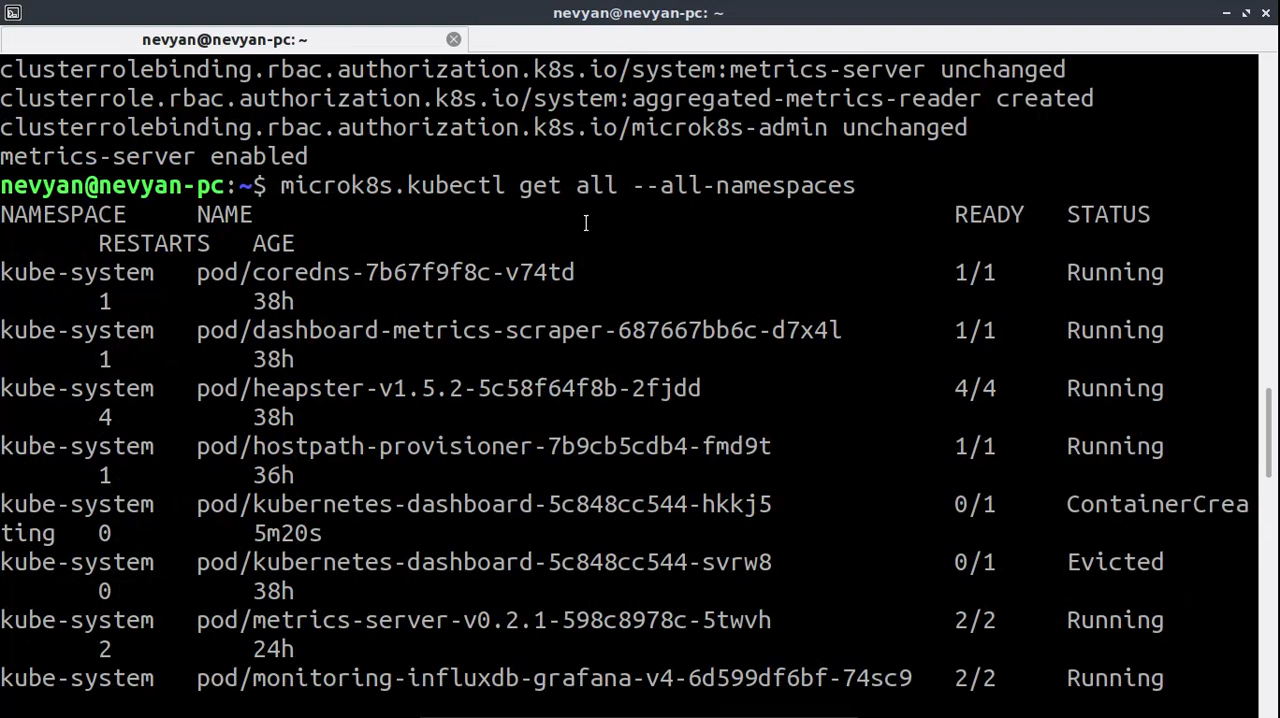 nevyan@nevyan-pc: ~
nevyan@nevyan-pc: ~
clusterrolebinding.rbac.authorization.k8s.io/system:metrics-server unchanged
clusterrole.rbac.authorization.k8s.io/system:aggregated-metrics-reader created
clusterrolebinding.rbac.authorization.k8s.io/microk8s-admin unchanged
metrics-server enabled
nevyan@nevyan-pc:~$ microk8s.kubectl get all --all-namespaces
NAMESPACE     NAME                                                  READY   STATUS
       RESTARTS   AGE
kube-system   pod/coredns-7b67f9f8c-v74td                           1/1     Running
       1          38h
kube-system   pod/dashboard-metrics-scraper-687667bb6c-d7x4l        1/1     Running
       1          38h
kube-system   pod/heapster-v1.5.2-5c58f64f8b-2fjdd                  4/4     Running
       4          38h
kube-system   pod/hostpath-provisioner-7b9cb5cdb4-fmd9t             1/1     Running
       1          36h
kube-system   pod/kubernetes-dashboard-5c848cc544-hkkj5             0/1     ContainerCrea
ting   0          5m20s
kube-system   pod/kubernetes-dashboard-5c848cc544-svrw8             0/1     Evicted
       0          38h
kube-system   pod/metrics-server-v0.2.1-598c8978c-5twvh             2/2     Running
       2          24h
kube-system   pod/monitoring-influxdb-grafana-v4-6d599df6bf-74sc9   2/2     Running